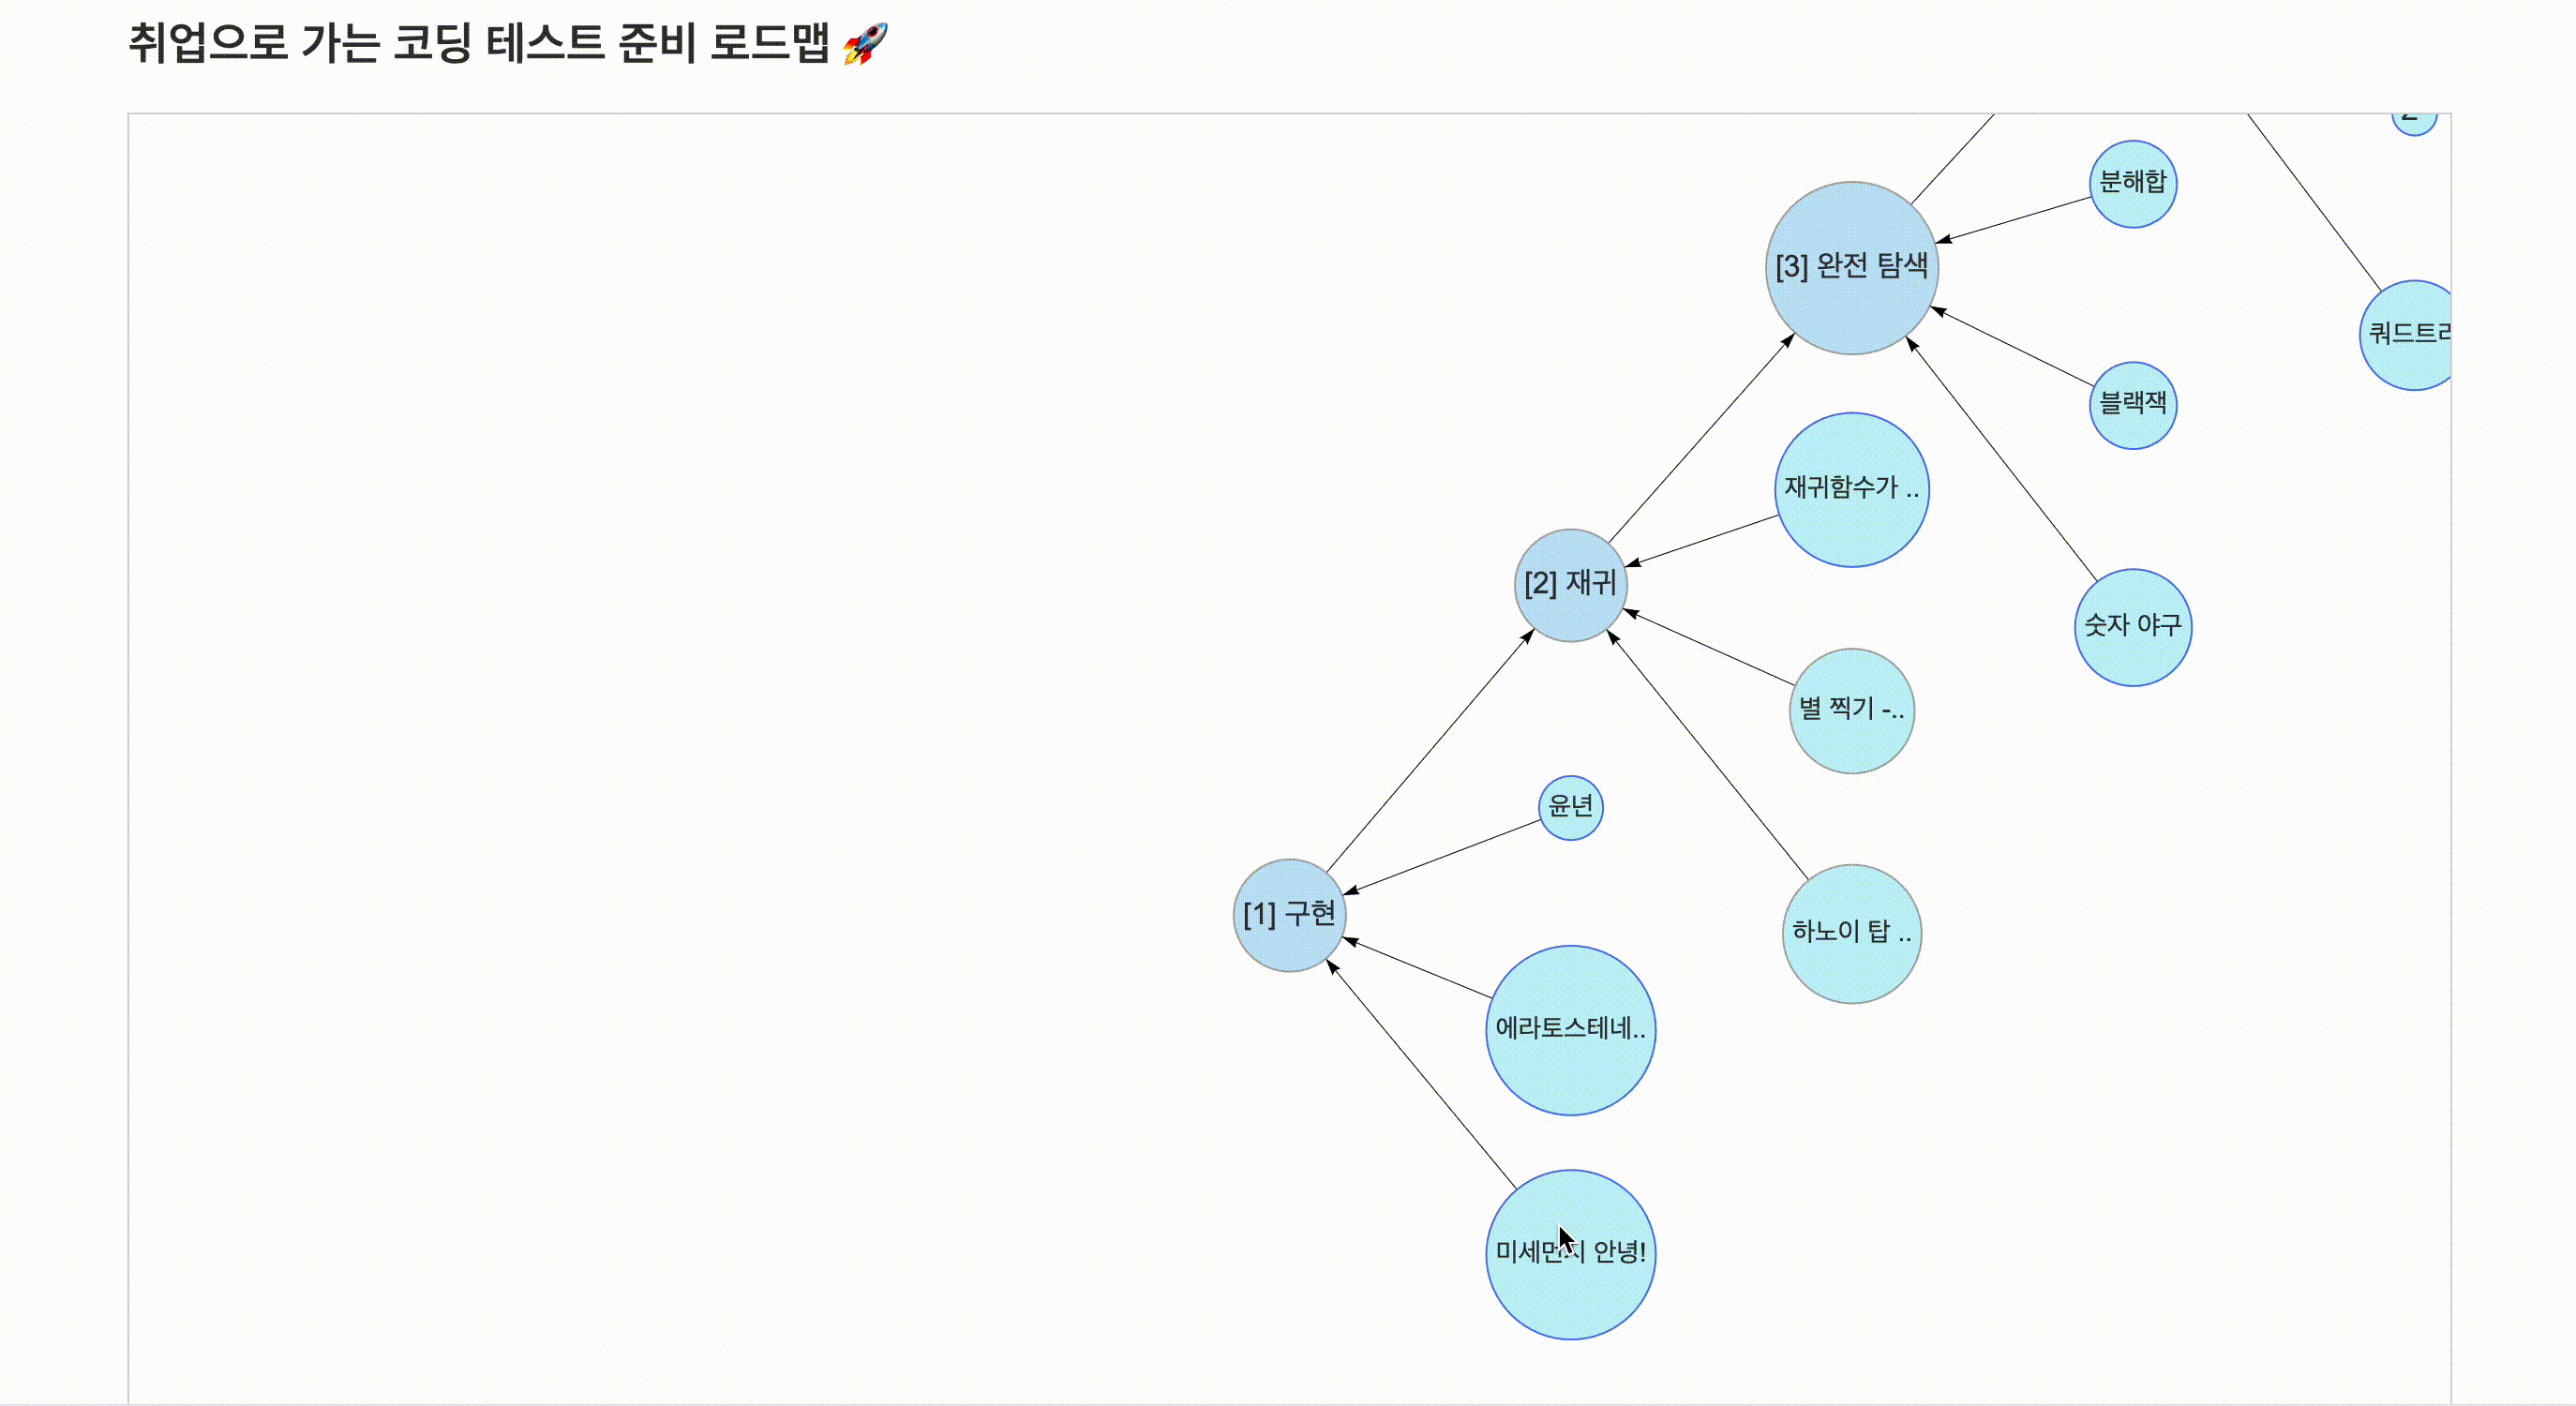 취업으로 가는 코딩 테스트 준비 로드맵 🚀
분해합
[3] 완전 탐색
쿼드트리
블랙잭
재귀함수가 ..
[2] 재귀
숫자 야구
별 찍기 -..
윤년
[1] 구현
하노이 탑 ..
에라토스테네..
미세먼지 안녕!